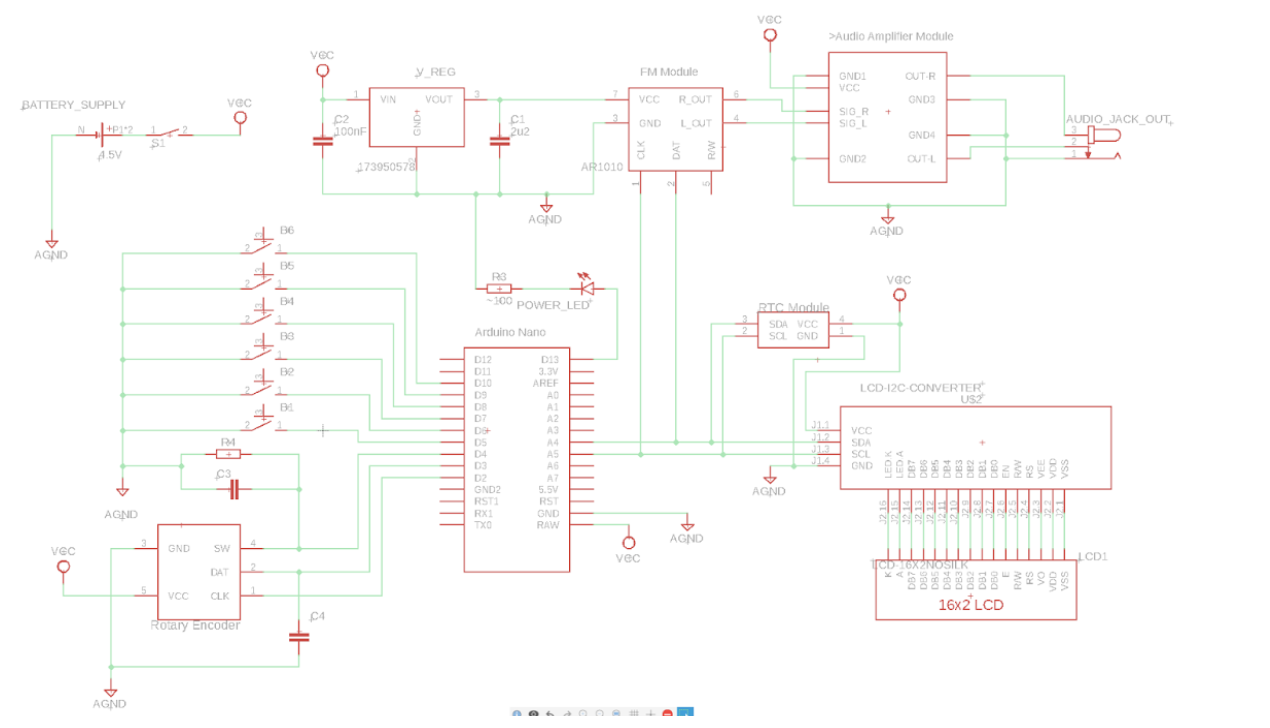 VCC
>Audio Amplifier Module
GND1 OUT-R
VCC
GND3
SIG_R
SIG_L
GND4
GND2 OUT-L
AUDIO_JACK_OUT
3
2
1
AGND
V_REG
VCC
1 VIN VOUT 3
GND
C2
100nF
C1
2u2
173950578
AGND
FM Module
7 VCC R_OUT 6
3 GND L_OUT 4
CLK DAT R/W
AR1010
1 2 5
BATTERY_SUPPLY
N P1*2
4.5V
1 2
S1
VCC
AGND
B6
2 3 1
B5
2 3 1
B4
2 3 1
B3
2 3 1
B2
2 3 1
B1
2 3 1
R4
C3
AGND
R3
~100
POWER_LED
Arduino Nano
D12 D13
D11 3.3V
D10 AREF
D9 A0
D8 A1
D7 A2
D6 A3
D5 A4
D4 A5
D3 A6
D2 A7
GND2 5.5V
RST1 RST
RX1 GND
TX0 RAW
AGND
VCC
VCC
RTC Module
3 SDA VCC 4
2 SCL GND 1
LCD-I2C-CONVERTER
U$2
J1.1 VCC
J1.2 SDA
J1.3 SCL
J1.4 GND
AGND
LED K LED A DB7 DB6 DB5 DB4 DB3 DB2 DB1 DB0 EN R/W RS VEE VDD VSS
J2.16 J2.15 J2.14 J2.13 J2.12 J2.11 J2.10 J2.9 J2.8 J2.7 J2.6 J2.5 J2.4 J2.3 J2.2 J2.1
LCD-16X2NOSILK
LCD1
K A DB7 DB6 DB5 DB4 DB3 DB2 DB1 DB0 E R/W RS VO VDD VSS
16x2 LCD
VCC
3 GND SW 4
DAT 2
5 VCC CLK 1
Rotary Encoder
C4
AGND